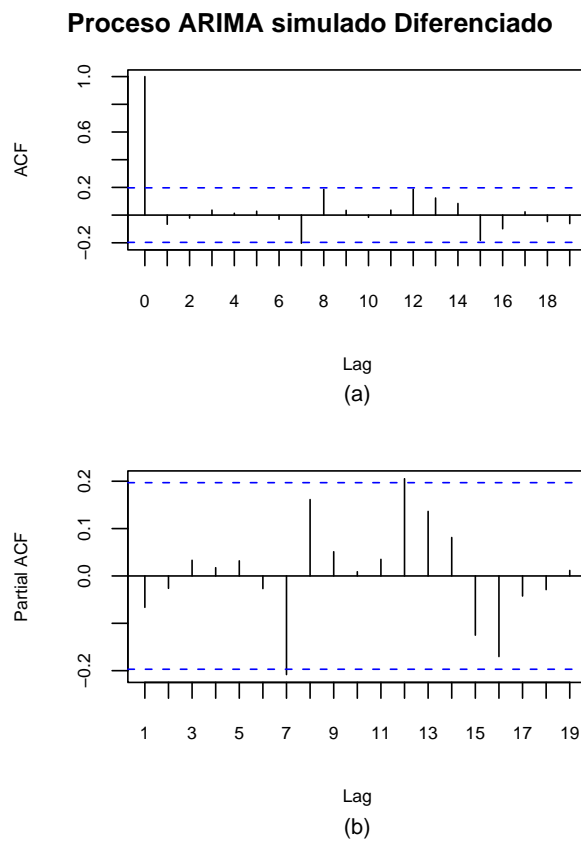 Proceso ARIMA simulado Diferenciado
1.0
0.6
0.2
−0.2
ACF
0 2 4 6 8 10 12 14 16 18
Lag
(a)
0.2
0.1
0.0
−0.2
Partial ACF
1 3 5 7 9 11 13 15 17 19
Lag
(b)